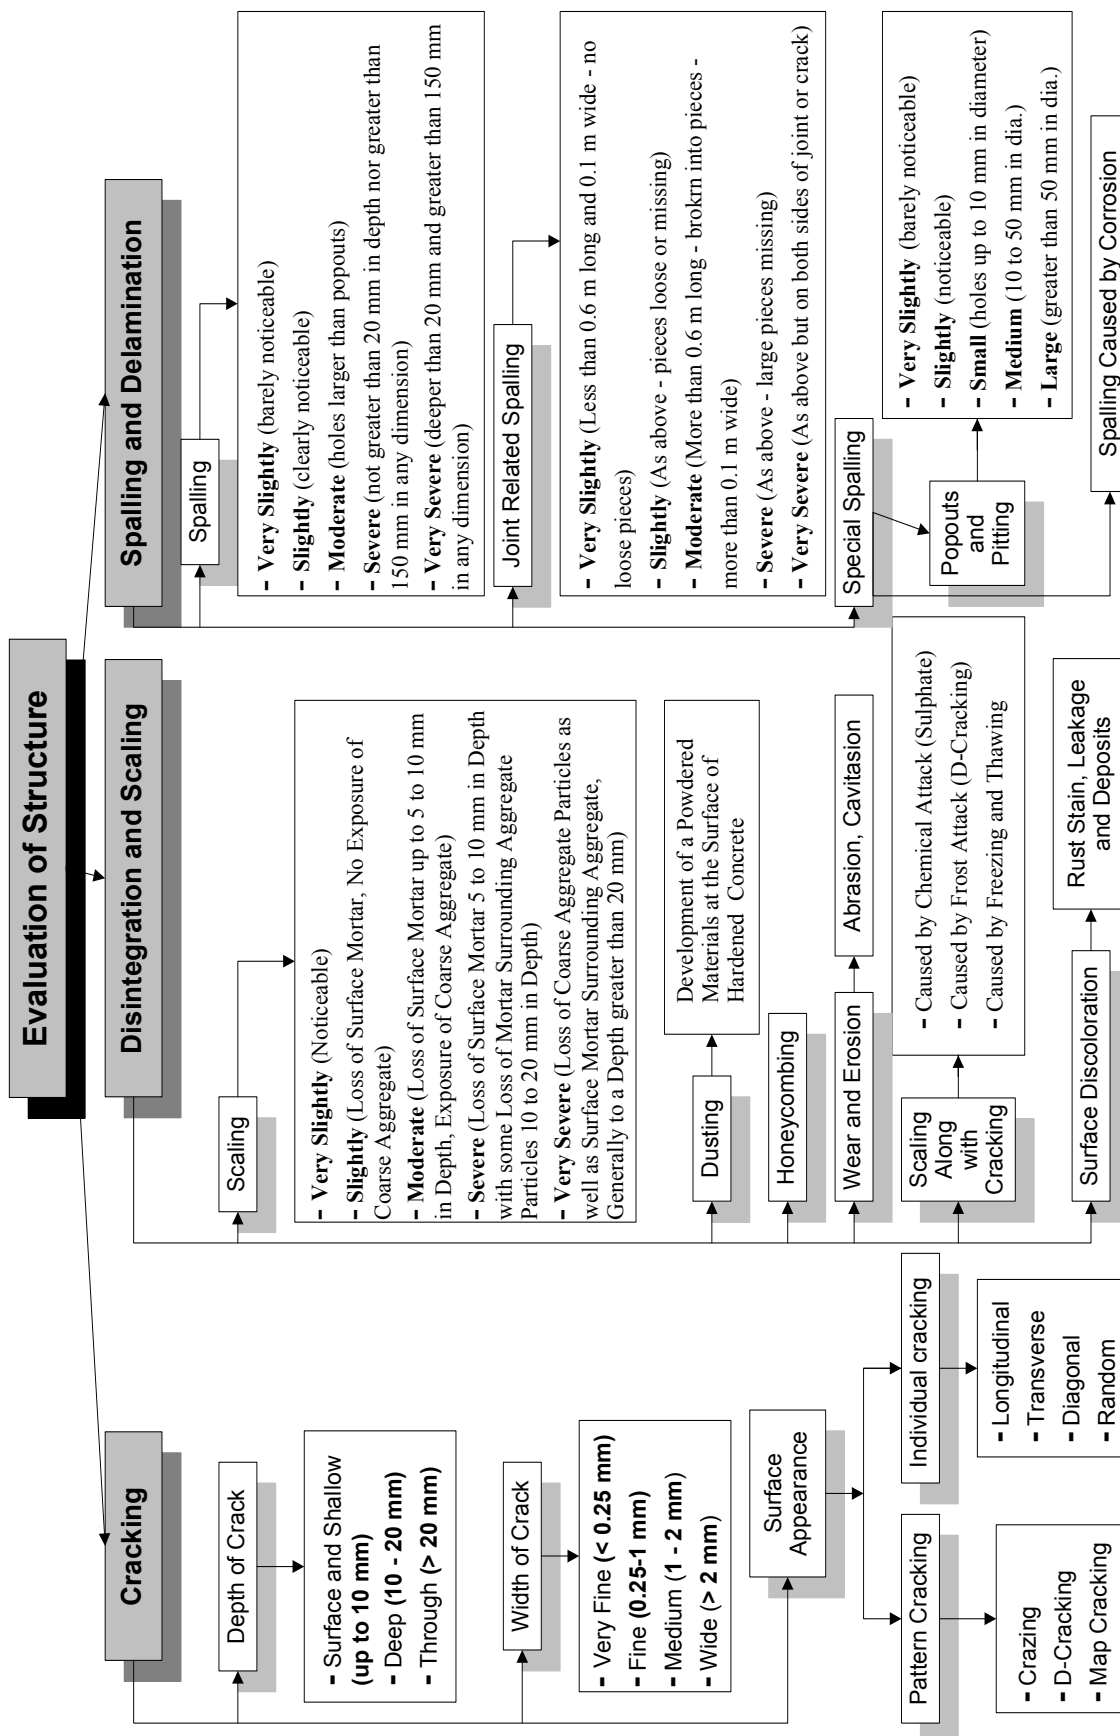 Evaluation of Structure
Cracking
Depth of Crack
- Surface and Shallow
(up to 10 mm)
- Deep (10 - 20 mm)
- Through (> 20 mm)
Width of Crack
- Very Fine (< 0.25 mm)
- Fine (0.25-1 mm)
- Medium (1 - 2 mm)
- Wide (> 2 mm)
Surface
Appearance
Pattern Cracking
- Crazing
- D-Cracking
- Map Cracking
Individual cracking
- Longitudinal
- Transverse
- Diagonal
- Random
Disintegration and Scaling
Scaling
- Very Slightly (Noticeable)
- Slightly (Loss of Surface Mortar, No Exposure of
Coarse Aggregate)
- Moderate (Loss of Surface Mortar up to 5 to 10 mm
in Depth, Exposure of Coarse Aggregate)
- Severe (Loss of Surface Mortar 5 to 10 mm in Depth
with some Loss of Mortar Surrounding Aggregate
Particles 10 to 20 mm in Depth)
- Very Severe (Loss of Coarse Aggregate Particles as
well as Surface Mortar Surrounding Aggregate,
Generally to a Depth greater than 20 mm)
Dusting
Development of a Powdered
Materials at the Surface of
Hardened Concrete
Honeycombing
Wear and Erosion
Abrasion, Cavitasion
Scaling
Along
with
Cracking
- Caused by Chemical Attack (Sulphate)
- Caused by Frost Attack (D-Cracking)
- Caused by Freezing and Thawing
Surface Discoloration
Rust Stain, Leakage
and Deposits
Spalling and Delamination
Spalling
- Very Slightly (barely noticeable)
- Slightly (clearly noticeable)
- Moderate (holes larger than popouts)
- Severe (not greater than 20 mm in depth nor greater than
150 mm in any dimension)
- Very Severe (deeper than 20 mm and greater than 150 mm
in any dimension)
Joint Related Spalling
- Very Slightly (Less than 0.6 m long and 0.1 m wide - no
loose pieces)
- Slightly (As above - pieces loose or missing)
- Moderate (More than 0.6 m long - brokrn into pieces -
more than 0.1 m wide)
- Severe (As above - large pieces missing)
- Very Severe (As above but on both sides of joint or crack)
Special Spalling
Popouts
and
Pitting
- Very Slightly (barely noticeable)
- Slightly (noticeable)
- Small (holes up to 10 mm in diameter)
- Medium (10 to 50 mm in dia.)
- Large (greater than 50 mm in dia.)
Spalling Caused by Corrosion